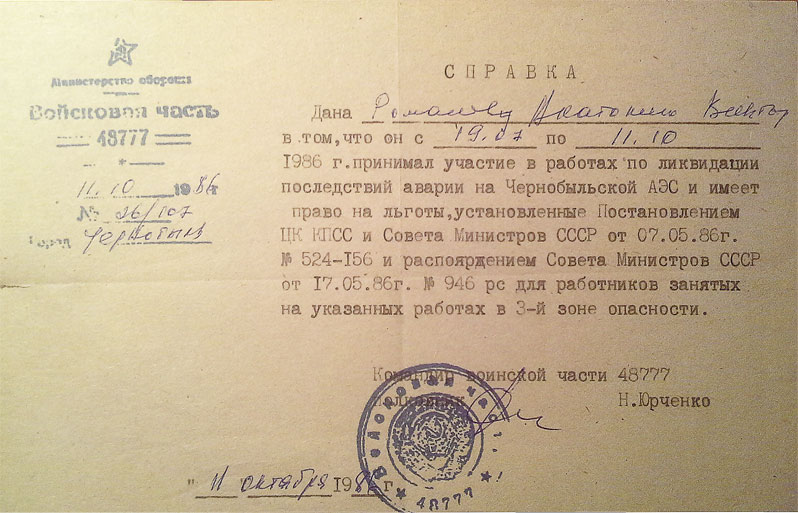 Министерство обороны
Войсковая часть
48777
11.10 1986
№ 26/107
Город Чернобыль
СПРАВКА
Дана Романову Анатолию
в том,что он с 19.07 по 11.10
1986 г.принимал участие в работах по ликвидации
последствий аварии на Чернобыльской АЭС и имеет
право на льготы,установленные Постановлением
ЦК КПСС и Совета Министров СССР от 07.05.86г.
№ 524-156 и распоярдением Совета Министров СССР
от 17.05.86г. № 946 рс для работников занятых
на указанных работах в 3-й зоне опасности.
Командир воинской части 48777
Полковник Н.Юрченко
Войсковая часть
48777
"11 октября 1986 г.